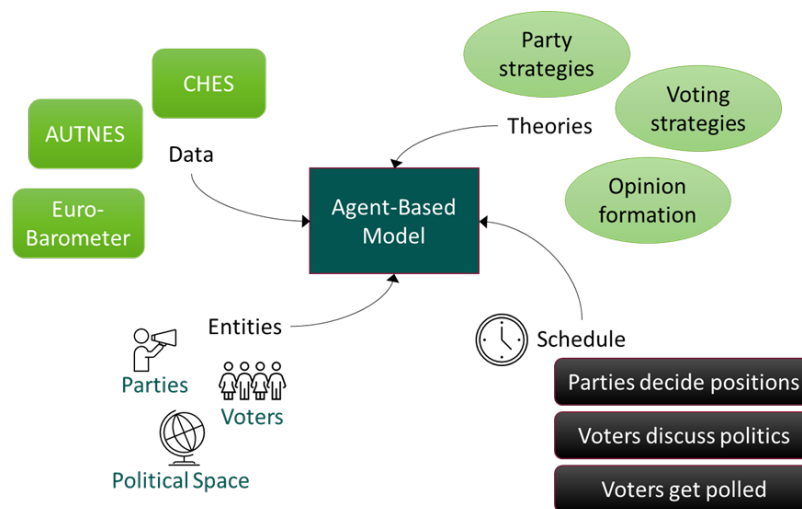 CHES
AUTNES
Data
Euro-
Barometer
Party
strategies
Theories
Voting
strategies
Opinion
formation
Agent-Based
Model
Entities
Parties
Voters
Political Space
Schedule
Parties decide positions
Voters discuss politics
Voters get polled